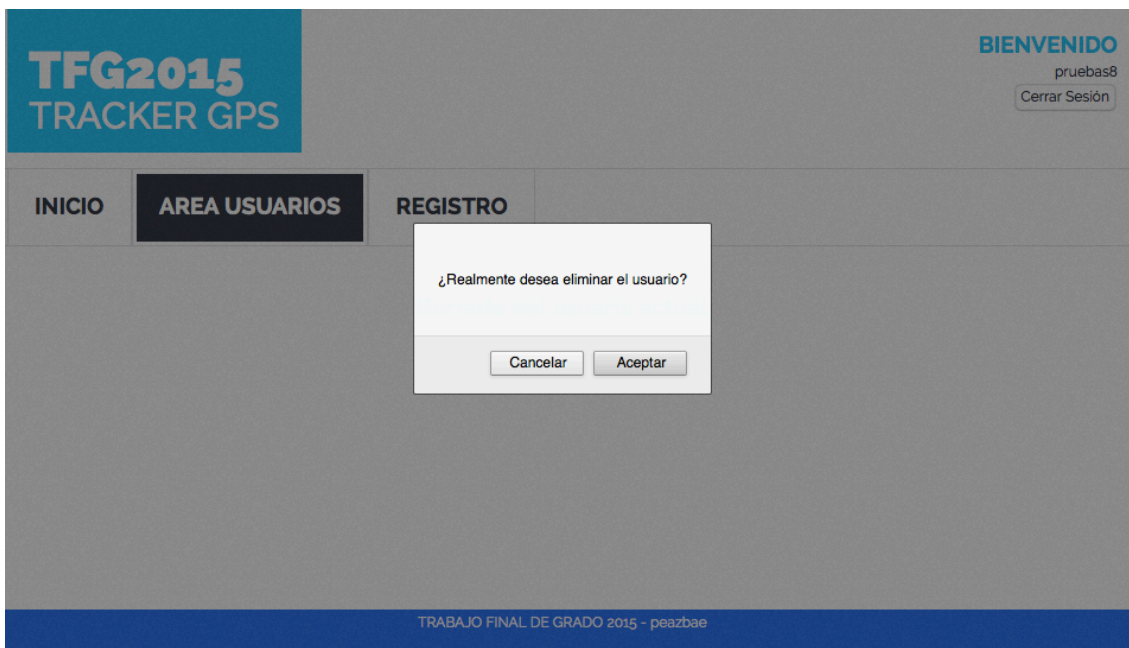 TFG2015
TRACKER GPS
BIENVENIDO
pruebas8
Cerrar Sesión
INICIO
AREA USUARIOS
REGISTRO
¿Realmente desea eliminar el usuario?
Cancelar
Aceptar
TRABAJO FINAL DE GRADO 2015 - peazbae